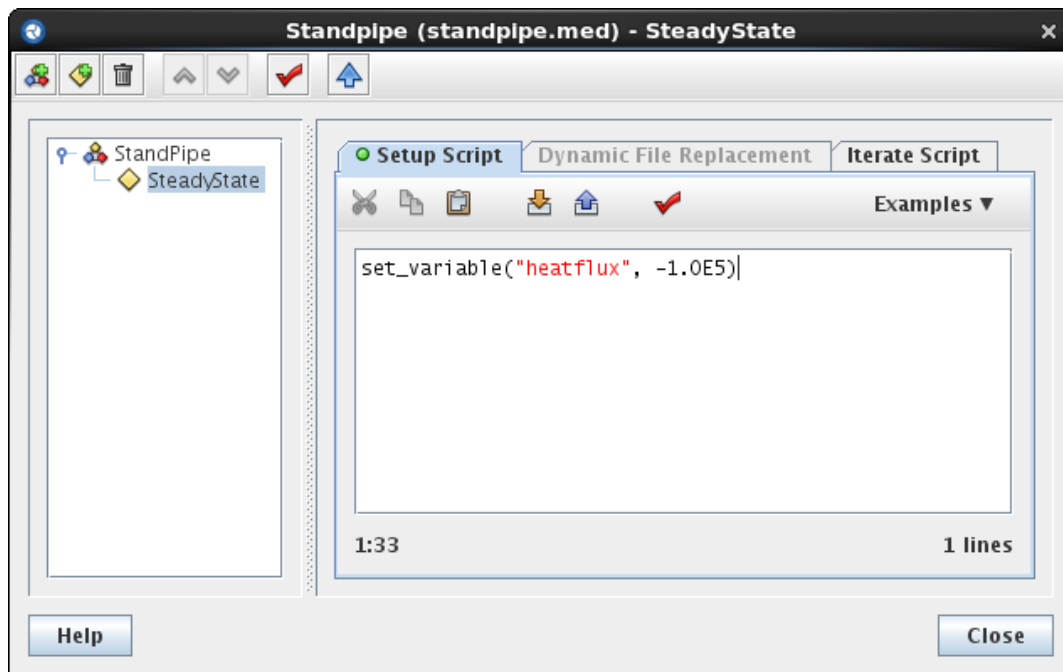 Standpipe (standpipe.med) - SteadyState
StandPipe
SteadyState
Setup Script
Dynamic File Replacement
Iterate Script
Examples ▼
set_variable("heatflux", -1.0E5)
1:33
1 lines
Help
Close